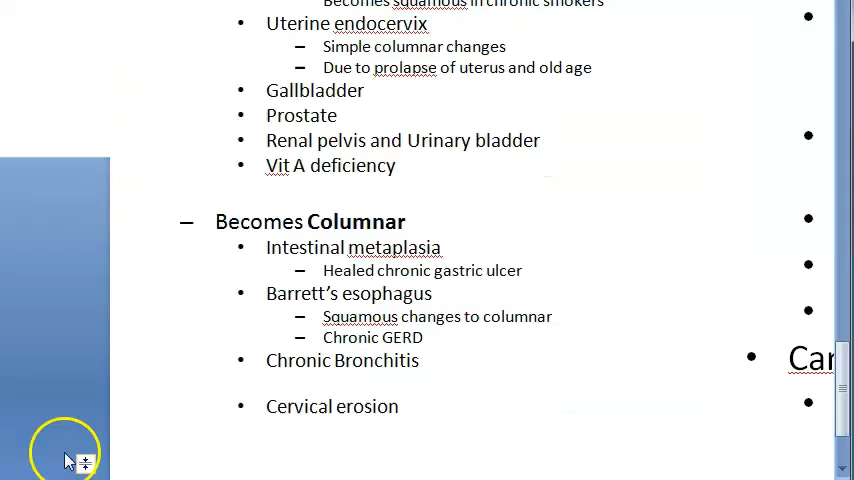 Becomes squamous in chronic smokers
• Uterine endocervix
– Simple columnar changes
– Due to prolapse of uterus and old age
• Gallbladder
• Prostate
• Renal pelvis and Urinary bladder
• Vit A deficiency
– Becomes Columnar
• Intestinal metaplasia
– Healed chronic gastric ulcer
• Barrett’s esophagus
– Squamous changes to columnar
– Chronic GERD
• Chronic Bronchitis
• Cervical erosion
• Car